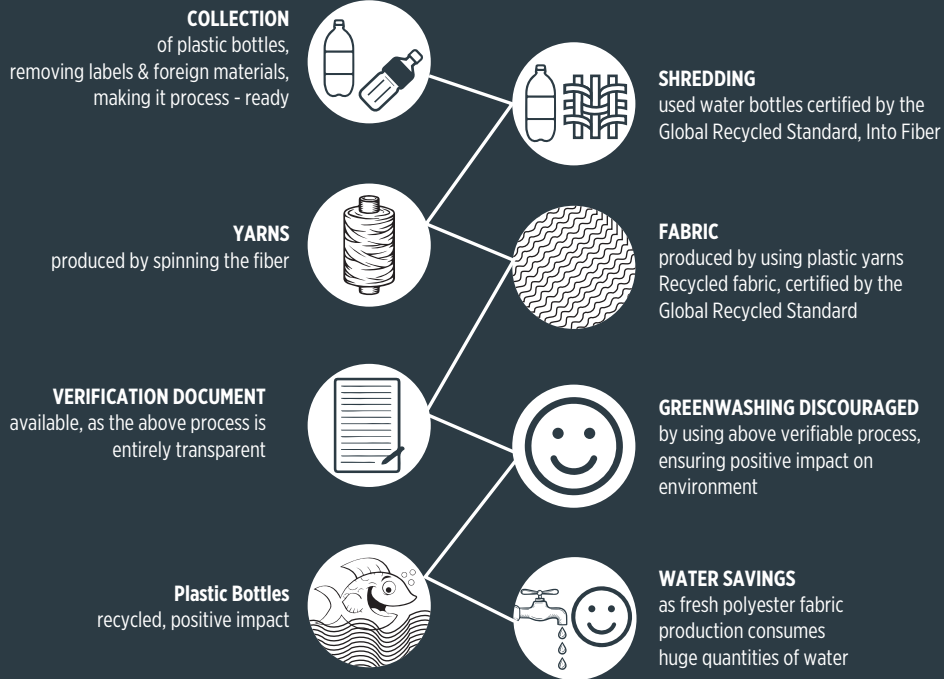 COLLECTION
of plastic bottles,
removing labels & foreign materials,
making it process - ready
SHREDDING
used water bottles certified by the
Global Recycled Standard, Into Fiber
YARNS
produced by spinning the fiber
FABRIC
produced by using plastic yarns
Recycled fabric, certified by the
Global Recycled Standard
VERIFICATION DOCUMENT
available, as the above process is
entirely transparent
GREENWASHING DISCOURAGED
by using above verifiable process,
ensuring positive impact on
environment
Plastic Bottles
recycled, positive impact
WATER SAVINGS
as fresh polyester fabric
production consumes
huge quantities of water